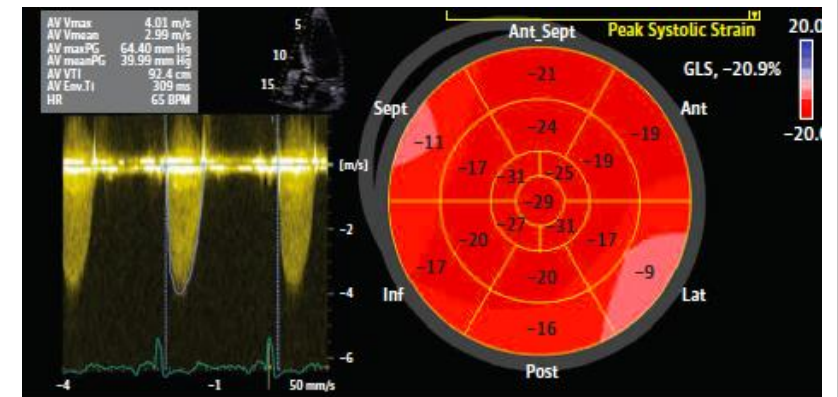 AV Vmax 4.01 m/s
AV Vmean 2.99 m/s
AV maxPG 64.40 mm Hg
AV meanPG 39.99 mm Hg
AV VTI 92.4 cm
AV Env.Ti 309 ms
HR 65 BPM
5
10
15
[m/s]
-2
-4
-6
-4 -1 50 mm/s
Peak Systolic Strain
20.0
GLS, -20.9%
-20.0
Ant_Sept
Sept
Ant
Inf
Lat
Post
-21
-11 -24 -19
-17 -31 -25 -19
-29
-20 -27 -31 -17
-17 -20 -9
-16